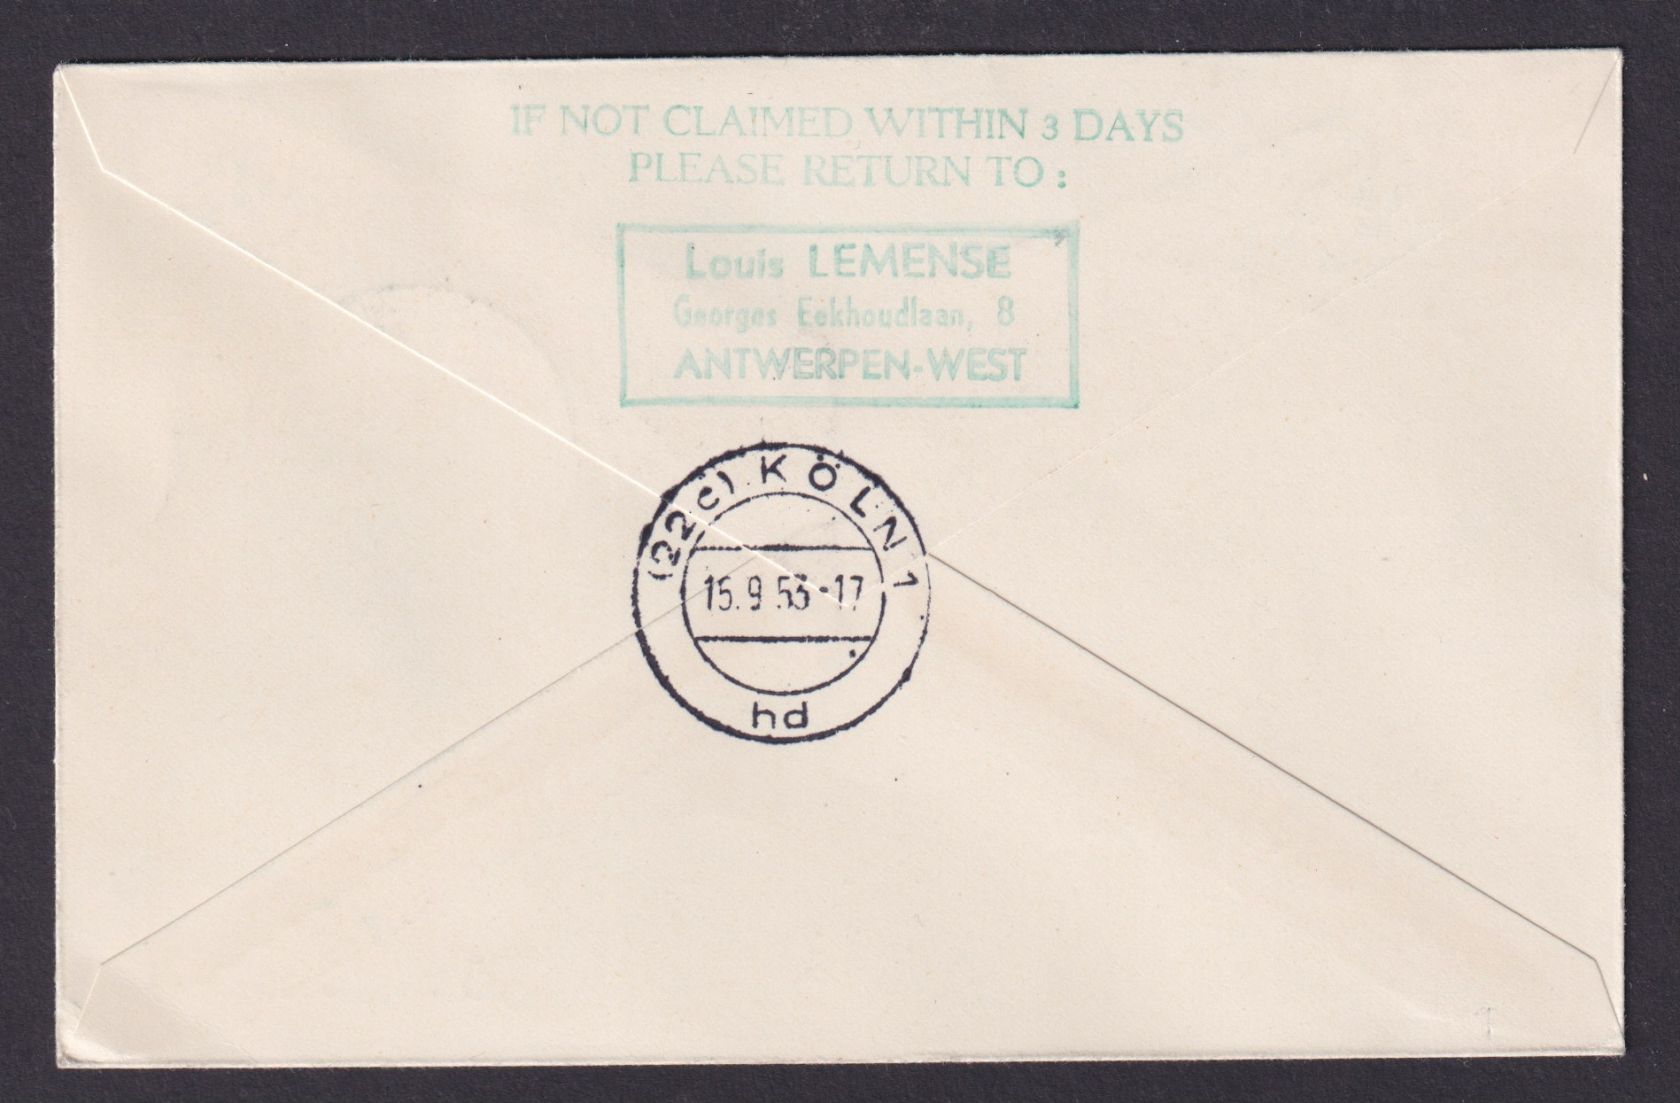 IF NOT CLAIMED WITHIN 3 DAYS
PLEASE RETURN TO:
Louis LEMENSE
Georges Eekhoudlaan, 8
ANTWERPEN-WEST
(22c) KÖLN 1
15.9.53-17
hd